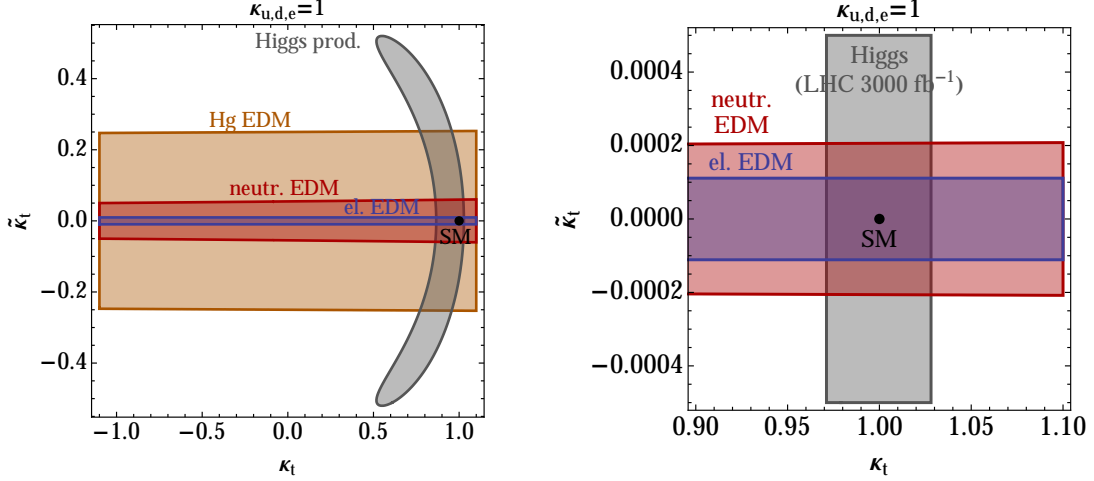 κu,d,e=1
Higgs prod.
Hg EDM
neutr. EDM
el. EDM
SM
0.4
0.2
0.0
−0.2
−0.4
κ̃t
−1.0 −0.5 0.0 0.5 1.0
κt
κu,d,e=1
Higgs
(LHC 3000 fb−1)
neutr.
EDM
el. EDM
SM
0.0004
0.0002
0.0000
−0.0002
−0.0004
κ̃t
0.90 0.95 1.00 1.05 1.10
κt